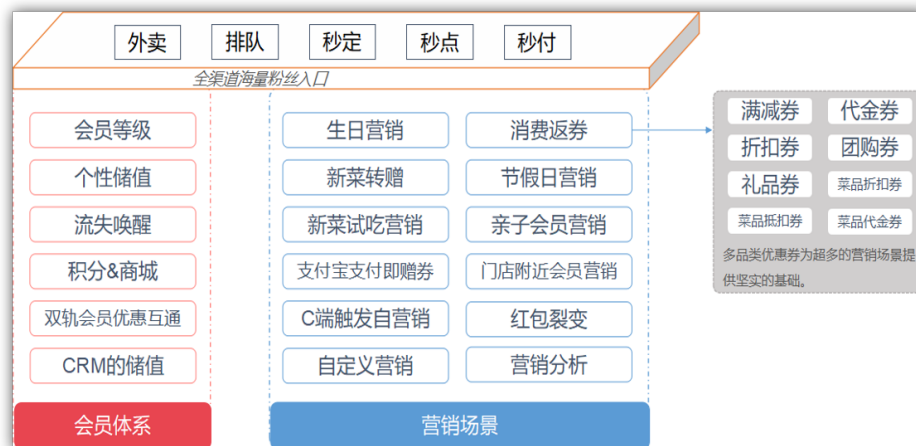 外卖
排队
秒定
秒点
秒付
全渠道海量粉丝入口
会员等级
个性储值
流失唤醒
积分&商城
双轨会员优惠互通
CRM的储值
会员体系
生日营销
消费返券
新菜转赠
节假日营销
新菜试吃营销
亲子会员营销
支付宝支付即赠券
门店附近会员营销
C端触发自营销
红包裂变
自定义营销
营销分析
营销场景
满减券
代金券
折扣券
团购券
礼品券
菜品折扣券
菜品抵扣券
菜品代金券
多品类优惠券为超多的营销场景提
供坚实的基础。